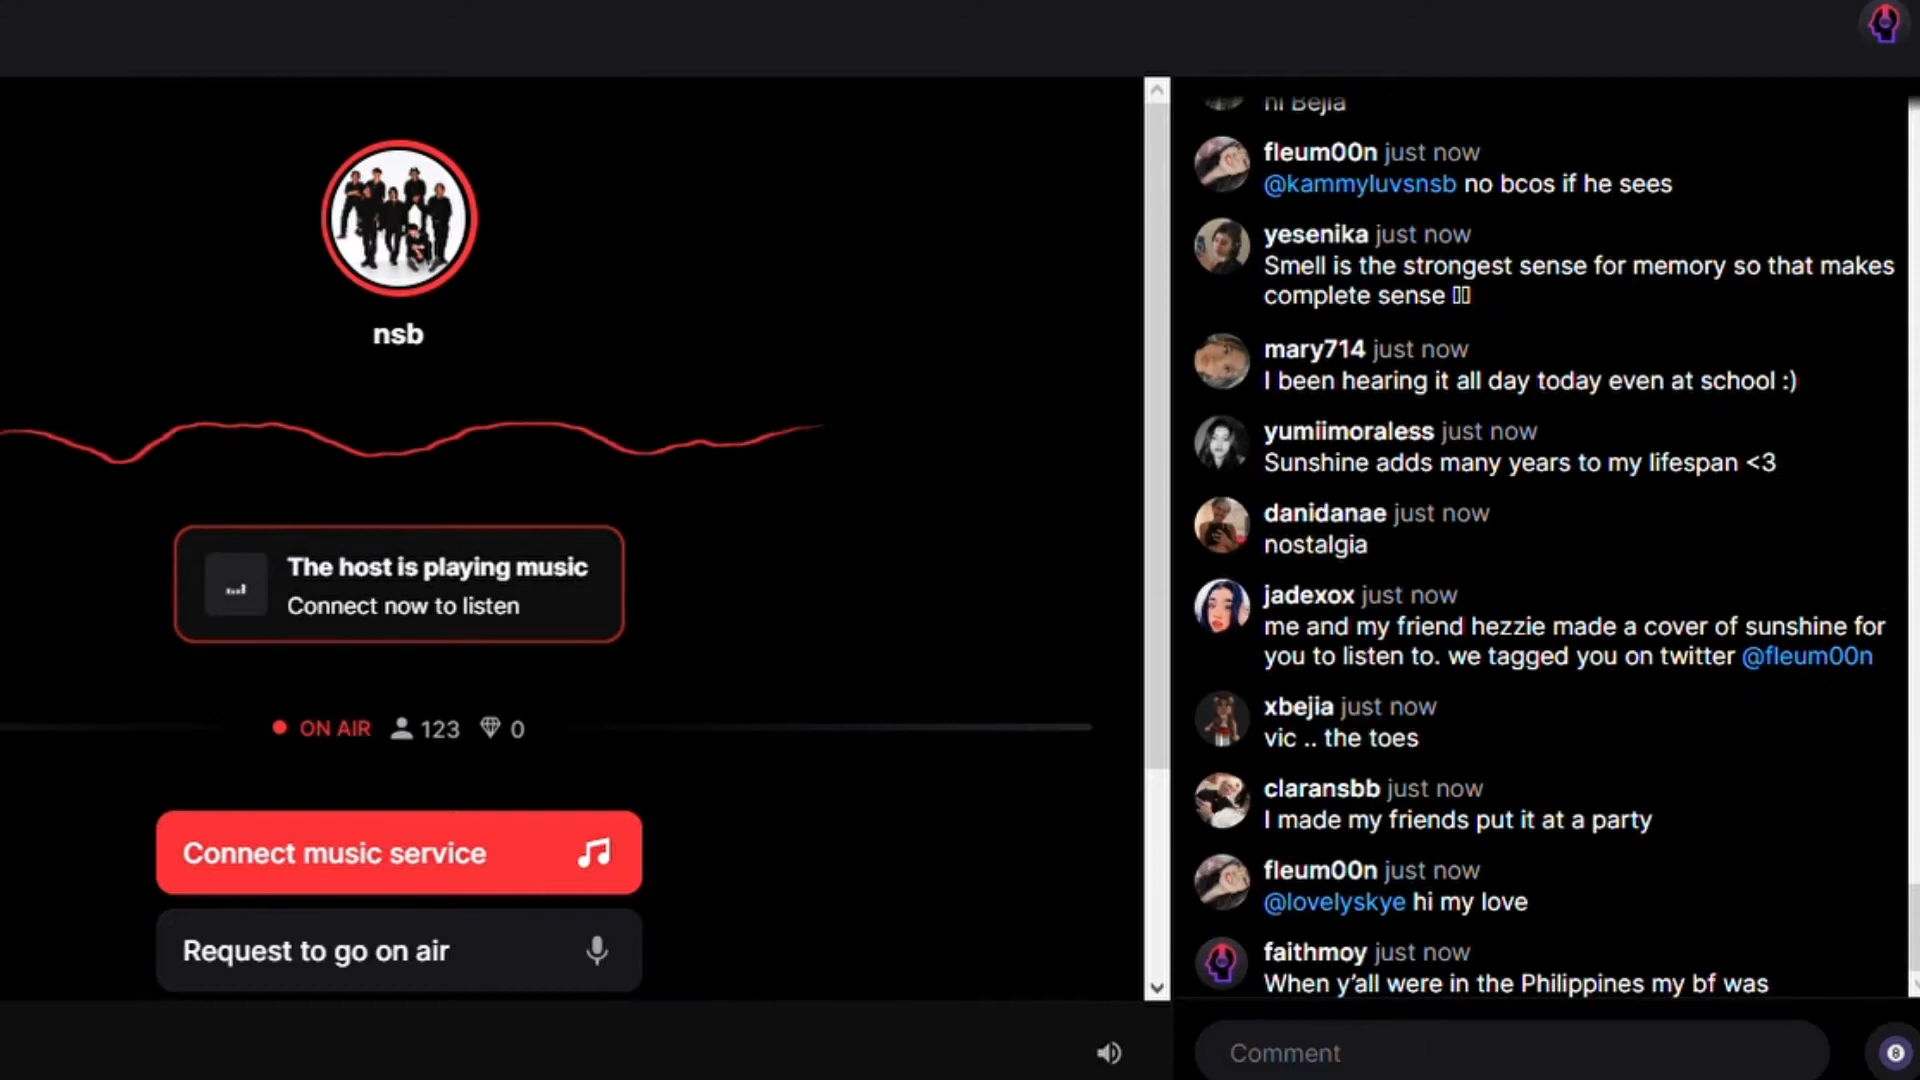 nsb
The host is playing music
Connect now to listen
ON AIR 123 0
Connect music service
Request to go on air
hi Bejia
fleum00n just now
@kammyluvsnsb no bcos if he sees
yesenika just now
Smell is the strongest sense for memory so that makes
complete sense
mary714 just now
I been hearing it all day today even at school :)
yumiimoraless just now
Sunshine adds many years to my lifespan <3
danidanae just now
nostalgia
jadexox just now
me and my friend hezzie made a cover of sunshine for
you to listen to. we tagged you on twitter @fleum00n
xbejia just now
vic .. the toes
claransbb just now
I made my friends put it at a party
fleum00n just now
@lovelyskye hi my love
faithmoy just now
When y’all were in the Philippines my bf was
Comment
8